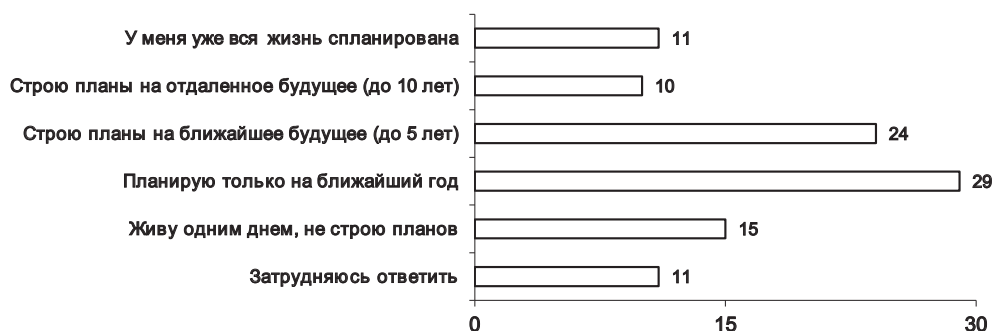 У меня уже вся жизнь спланирована 11
Строю планы на отдаленное будущее (до 10 лет) 10
Строю планы на ближайшее будущее (до 5 лет) 24
Планирую только на ближайший год 29
Живу одним днем, не строю планов 15
Затрудняюсь ответить 11
0 15 30